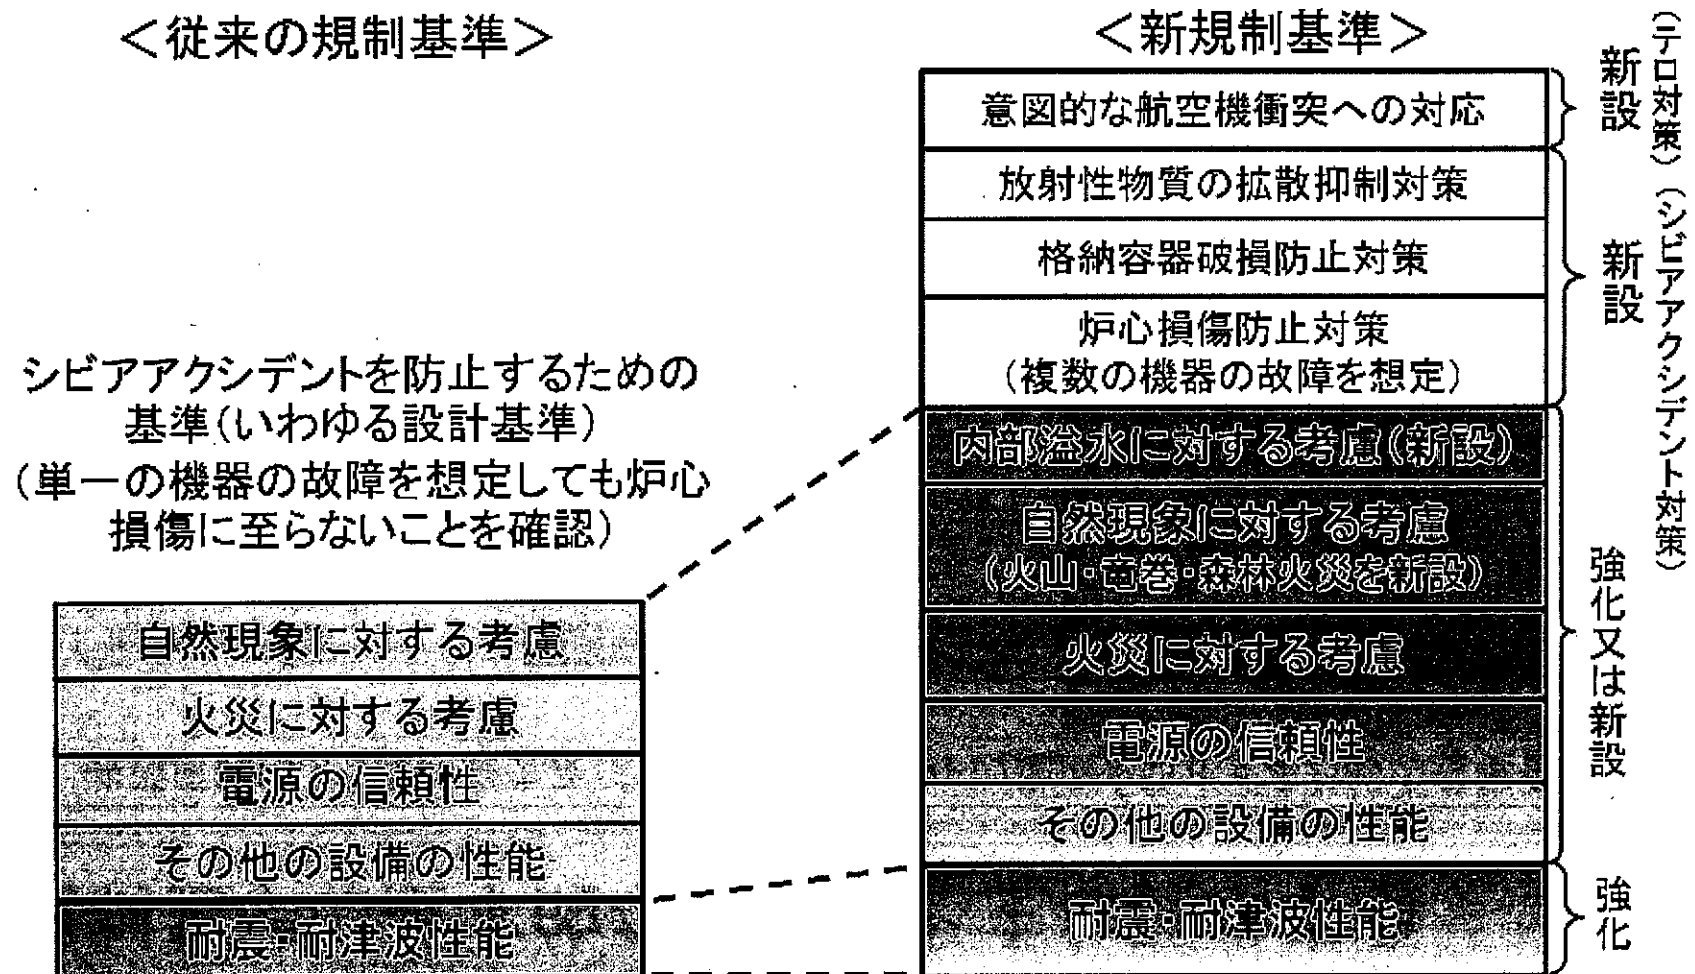 ＜従来の規制基準＞
シビアアクシデントを防止するための
基準(いわゆる設計基準)
(単一の機器の故障を想定しても炉心
損傷に至らないことを確認)
自然現象に対する考慮
火災に対する考慮
電源の信頼性
その他の設備の性能
耐震・耐津波性能
＜新規制基準＞
意図的な航空機衝突への対応
放射性物質の拡散抑制対策
格納容器破損防止対策
炉心損傷防止対策
(複数の機器の故障を想定)
内部溢水に対する考慮(新設)
自然現象に対する考慮
(火山・竜巻・森林火災を新設)
火災に対する考慮
電源の信頼性
その他の設備の性能
耐震・耐津波性能
新設
(テロ対策)
新設
(シビアアクシデント対策)
強化又は新設
強化